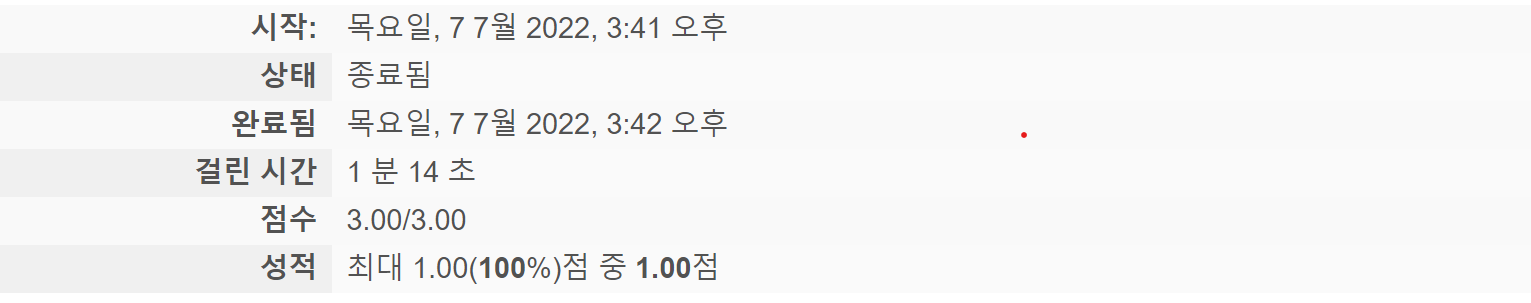 시작: 목요일, 7 7월 2022, 3:41 오후
상태 종료됨
완료됨 목요일, 7 7월 2022, 3:42 오후
걸린 시간 1 분 14 초
점수 3.00/3.00
성적 최대 1.00(100%)점 중 1.00점